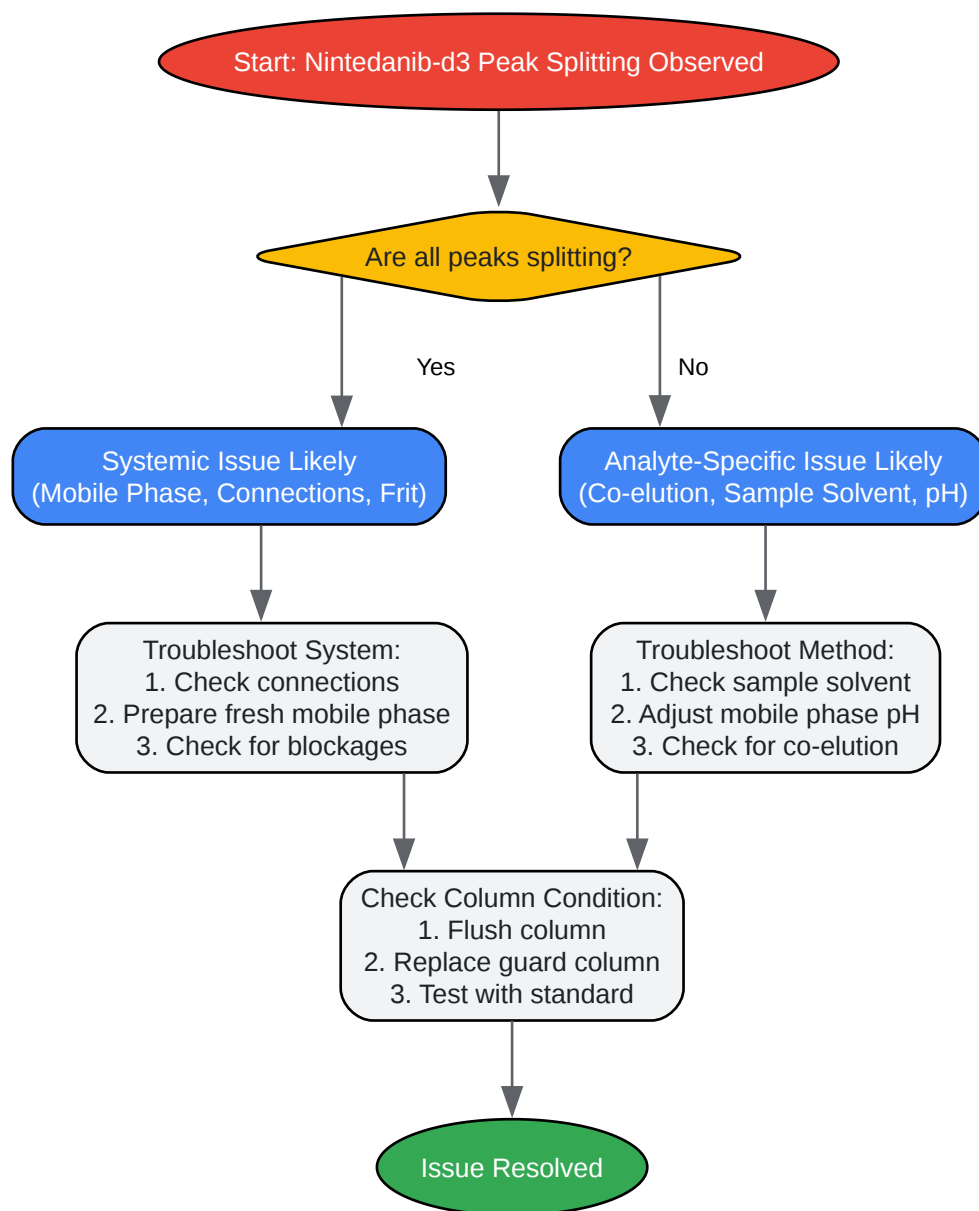 Start: Nintedanib-d3 Peak Splitting Observed
Are all peaks splitting?
Yes
No
Systemic Issue Likely
(Mobile Phase, Connections, Frit)
Analyte-Specific Issue Likely
(Co-elution, Sample Solvent, pH)
Troubleshoot System:
1. Check connections
2. Prepare fresh mobile phase
3. Check for blockages
Troubleshoot Method:
1. Check sample solvent
2. Adjust mobile phase pH
3. Check for co-elution
Check Column Condition:
1. Flush column
2. Replace guard column
3. Test with standard
Issue Resolved